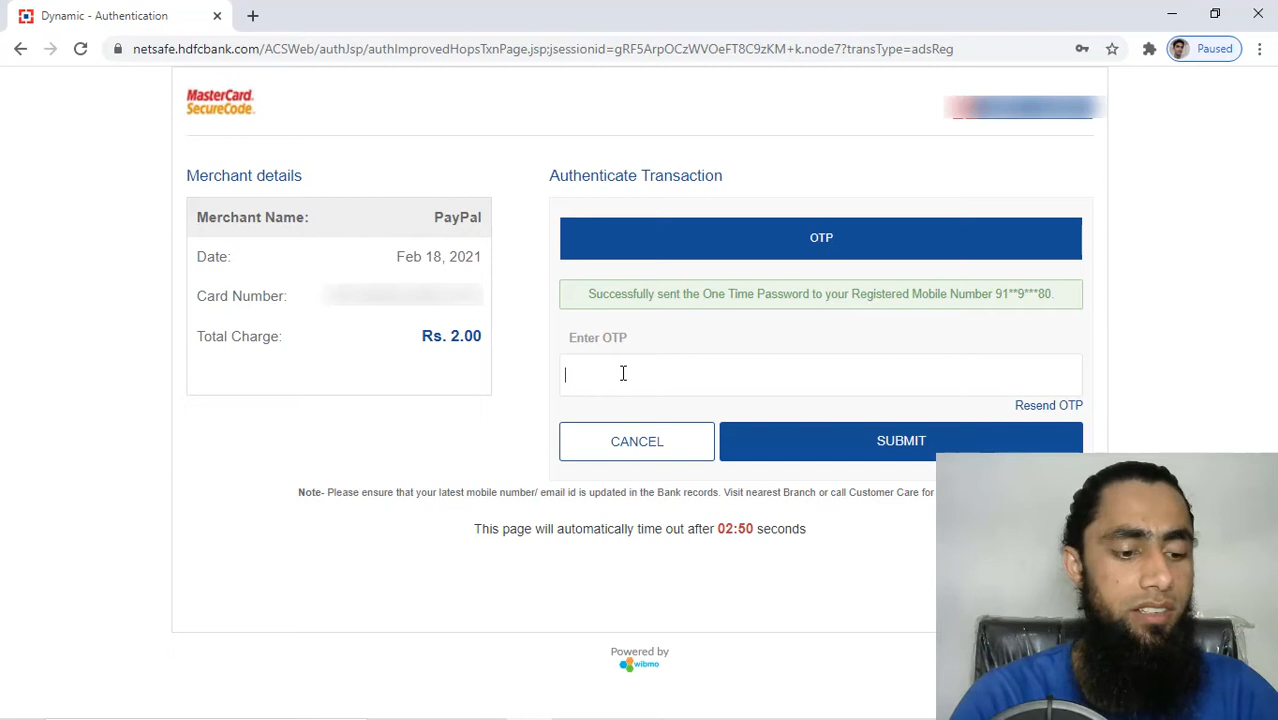 Dynamic - Authentication
netsafe.hdfcbank.com/ACSWeb/authJsp/authImprovedHopsTxnPage.jsp;jsessionid=gRF5ArpOCzWVOeFT8C9zKM+k.node7?transType=adsReg
Paused
MasterCard.
SecureCode.
Merchant details
Merchant Name: PayPal
Date: Feb 18, 2021
Card Number:
Total Charge: Rs. 2.00
Authenticate Transaction
OTP
Successfully sent the One Time Password to your Registered Mobile Number 91**9***80.
Enter OTP
Resend OTP
CANCEL SUBMIT
Note- Please ensure that your latest mobile number/ email id is updated in the Bank records. Visit nearest Branch or call Customer Care for
This page will automatically time out after 02:50 seconds
Powered by
wibmo